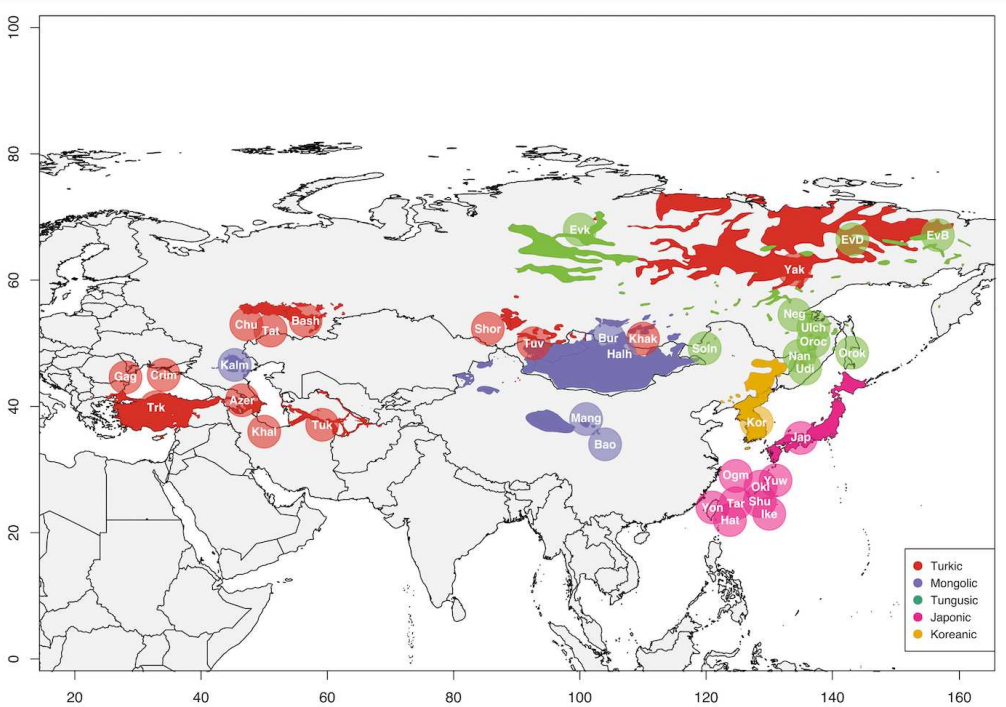 100
80
60
40
20
0
Evk
EvD
EvB
Yak
Chu
Tat
Bash
Shor
Tuv
Bur
Khak
Halh
Soln
Neg
Ulch
Oroc
Nan
Udi
Orok
Kalm
Gag
Crim
Trk
Azer
Khal
Tuk
Mang
Bao
Kor
Jap
Ogm
Oki
Yuw
Yon
Tar
Shu
Hat
Ike
Turkic
Mongolic
Tungusic
Japonic
Koreanic
20 40 60 80 100 120 140 160